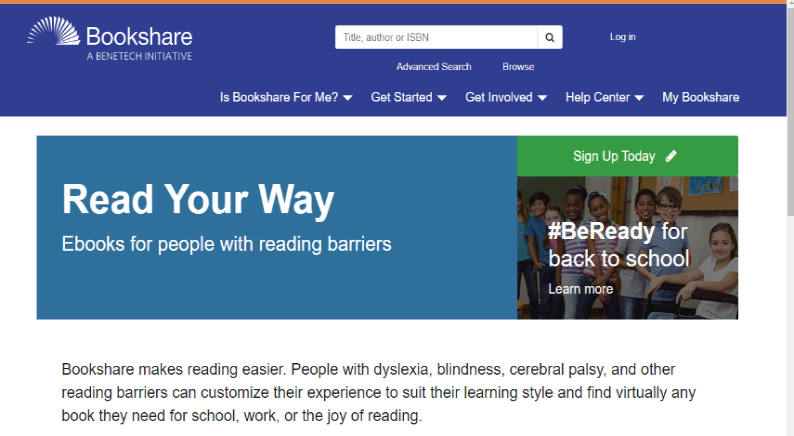 Bookshare
A BENETECH INITIATIVE
Title, author or ISBN
Log in
Advanced Search
Browse
Is Bookshare For Me?
Get Started
Get Involved
Help Center
My Bookshare
Read Your Way
Ebooks for people with reading barriers
Sign Up Today
#BeReady for
back to school
Learn more
Bookshare makes reading easier. People with dyslexia, blindness, cerebral palsy, and other
reading barriers can customize their experience to suit their learning style and find virtually any
book they need for school, work, or the joy of reading.